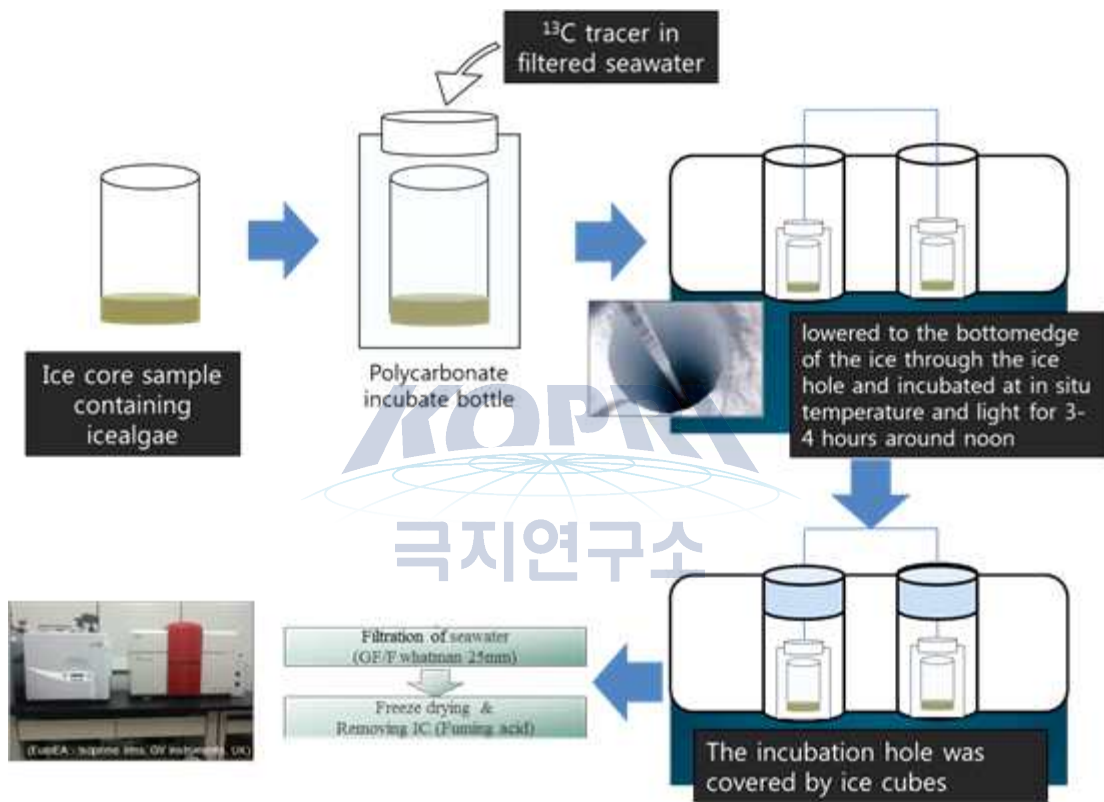 ¹³C tracer in
filtered seawater
Ice core sample
containing
icealgae
Polycarbonate
incubate bottle
lowered to the bottomedge
of the ice through the ice
hole and incubated at in situ
temperature and light for 3-
4 hours around noon
The incubation hole was
covered by ice cubes
Filtration of seawater
(GF/F whatman 25mm)
Freeze drying &
Removing IC (Fuming acid)
instruments, UK)
KOPRI
극지연구소